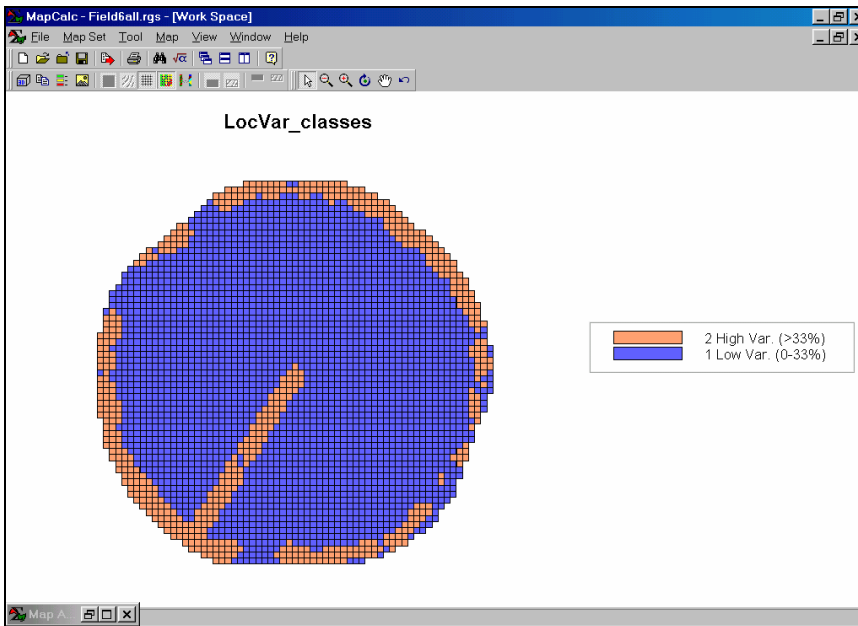 MapCalc - Field6all.rgs - [Work Space]
File Map Set Tool Map View Window Help
LocVar_classes
2 High Var. (>33%)
1 Low Var. (0-33%)
Map A...